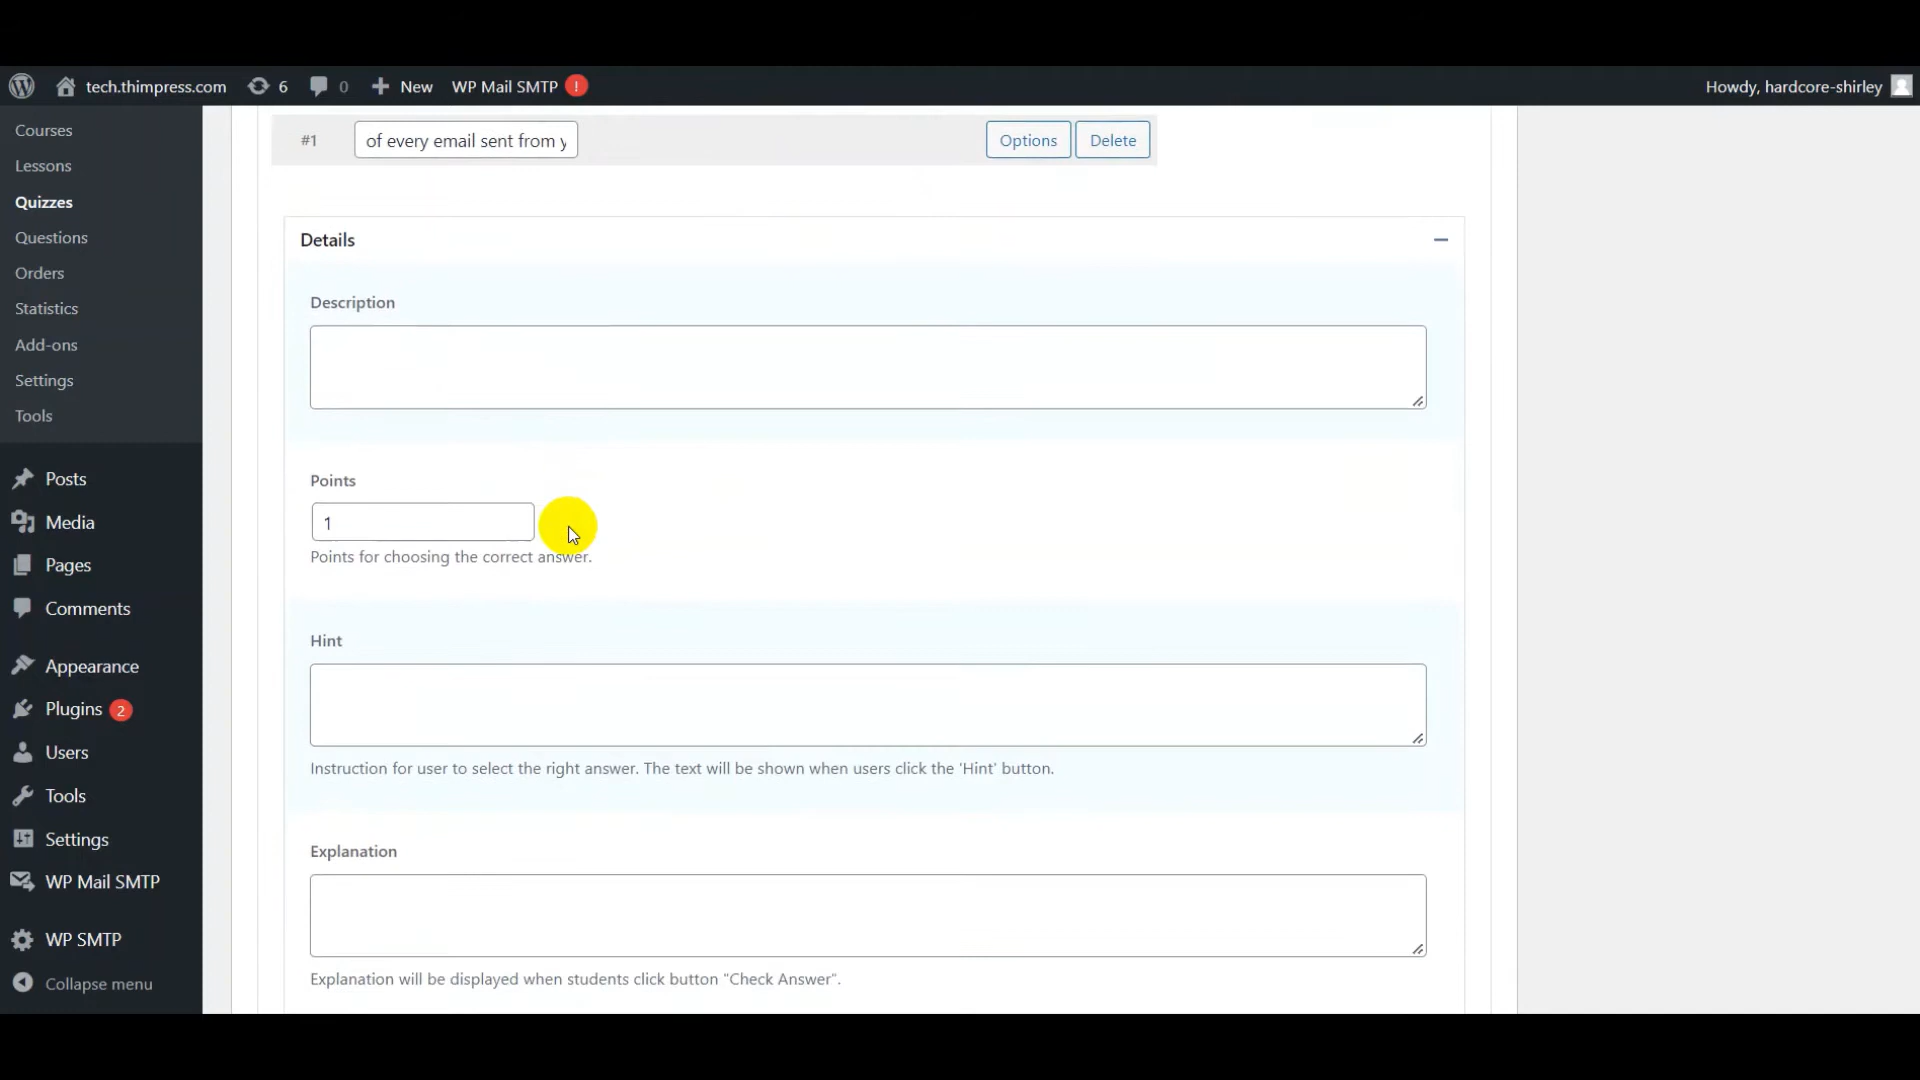 tech.thimpress.com 6 0 New WP Mail SMTP ! Howdy, hardcore-shirley
Courses
Lessons
Quizzes
Questions
Orders
Statistics
Add-ons
Settings
Tools
Posts
Media
Pages
Comments
Appearance
Plugins 2
Users
Tools
Settings
WP Mail SMTP
WP SMTP
Collapse menu
#1 of every email sent from y Options Delete
Details
Description
Points
1
Points for choosing the correct answer.
Hint
Instruction for user to select the right answer. The text will be shown when users click the 'Hint' button.
Explanation
Explanation will be displayed when students click button "Check Answer".